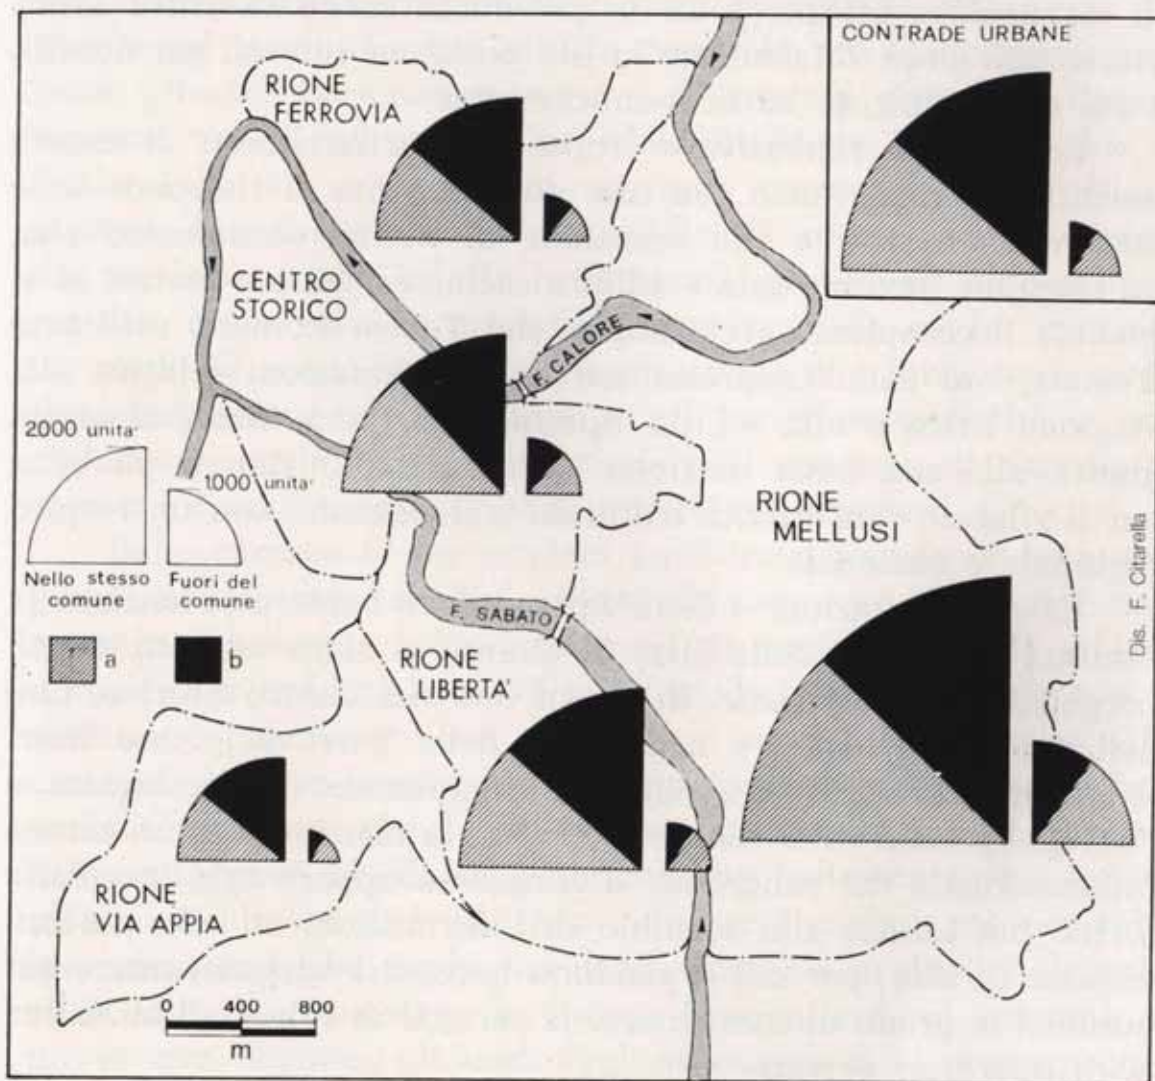 CONTRADE URBANE
RIONE
FERROVIA
CENTRO
STORICO
F. CALORE
2000 unita'
1000 unita'
Nello stesso
comune
Fuori del
comune
a
b
RIONE
MELLUSI
F. SABATO
RIONE
LIBERTA'
RIONE
VIA APPIA
0 400 800
m
Dis. F. Citarella